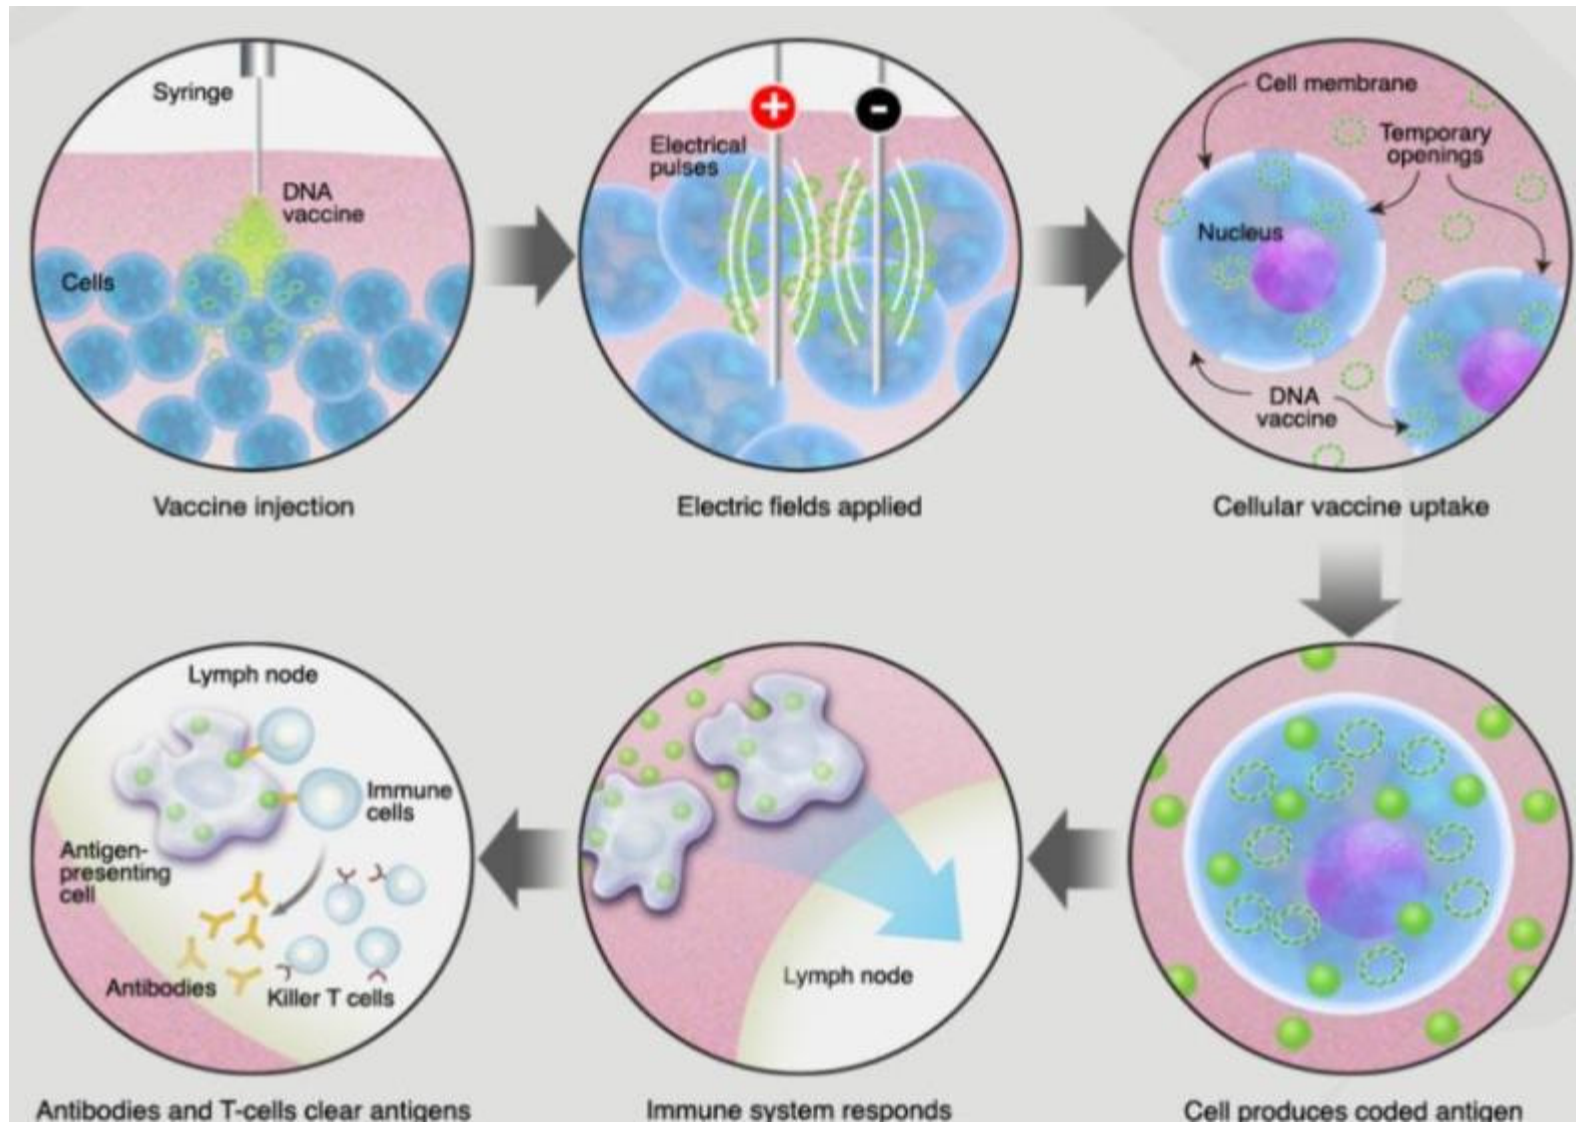 Syringe
DNA
vaccine
Cells
Vaccine injection
+
-
Electrical
pulses
Electric fields applied
Cell membrane
Temporary
openings
Nucleus
DNA
vaccine
Cellular vaccine uptake
Lymph node
Immune
cells
Antigen-
presenting
cell
Antibodies
Killer T cells
Antibodies and T-cells clear antigens
Lymph node
Immune system responds
Cell produces coded antigen